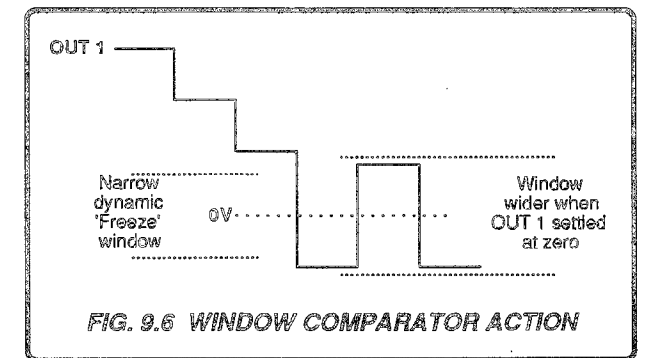 OUT 1
Narrow
dynamic
'Freeze'
window
0V
Window
wider when
OUT 1 settled
at zero
FIG. 9.6 WINDOW COMPARATOR ACTION